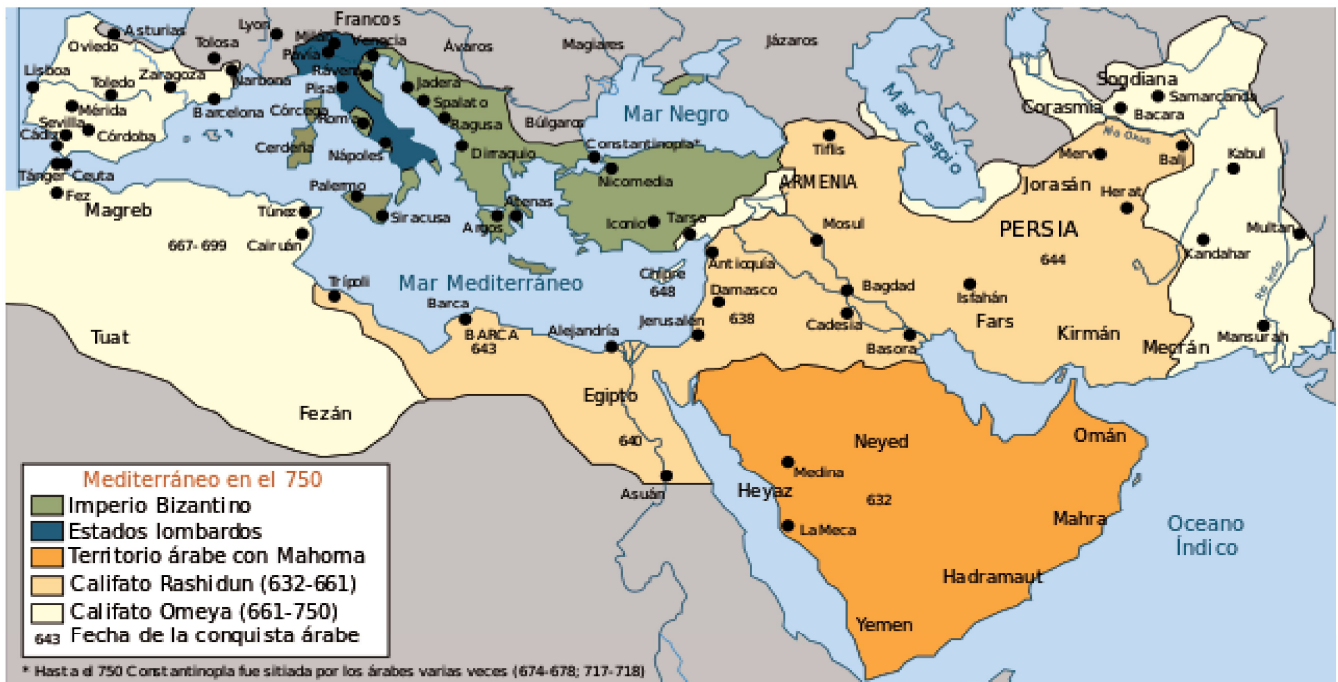 Francos
Lyon
Asturias
Oviedo
Tolosa
Milán
Venecia
Pavía
Ávaros
Magiares
Jázaros
Lisboa
Toledo
Zaragoza
Narbona
Ravena
Pisa
Jadera
Sogdiana
Samarcanda
Corasmia
Bacara
Mérida
Sevilla
Cádiz
Córdoba
Barcelona
Córcega
Roma
Spalato
Ragusa
Búlgaros
Mar Negro
Mar Caspio
Río Oxus
Cerdeña
Nápoles
Dirraquio
Constantinopla*
Nicomedia
Tiflis
Merv
Balj
Kabul
Tánger
Ceuta
Fez
Magreb
Palermo
Siracusa
Túnez
Atenas
Argos
Iconio
Tarso
ARMENIA
Jorasán
Herat
667-699
Cairuán
Mosul
PERSIA
644
Multan
Kandahar
Río Indo
Mar Mediterráneo
Chipre
648
Antioquía
Damasco
638
Bagdad
Cadesia
Isfahán
Fars
Trípoli
Barca
BARCA
643
Alejandría
Jerusalén
Basora
Kirmán
Mecrán
Mansurah
Tuat
Fezán
Egipto
640
Asuán
Neyed
Omán
Medina
Heyaz
632
La Meca
Mahra
Oceano
Índico
Hadramaut
Yemen
Mediterráneo en el 750
Imperio Bizantino
Estados lombardos
Territorio árabe con Mahoma
Califato Rashidun (632-661)
Califato Omeya (661-750)
643 Fecha de la conquista árabe
* Hasta el 750 Constantinopla fue sitiada por los árabes varias veces (674-678; 717-718)